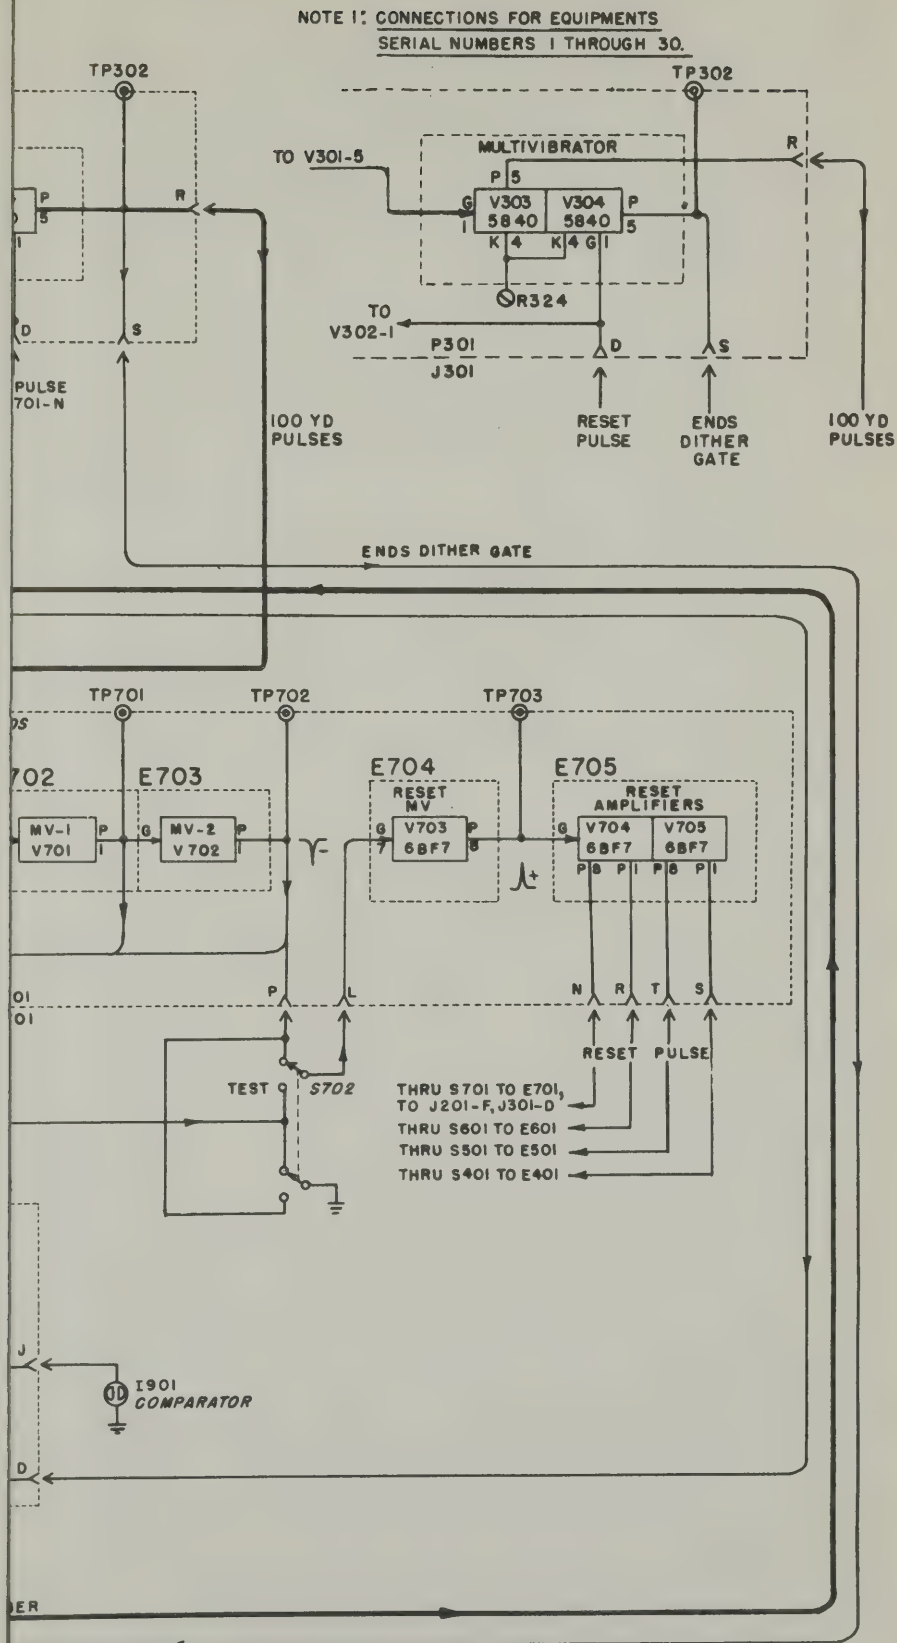 NOTE 1: CONNECTIONS FOR EQUIPMENTS
SERIAL NUMBERS 1 THROUGH 30.
TP302
TP302
MULTIVIBRATOR
R
TO V301-5
P 5
P
5
R
G
1
V303
5840
V304
5840
P
5
1
K 4
K 4 G 1
R324
TO
V302-1
D
S
P301
J301
D
S
PULSE
701-N
100 YD
PULSES
RESET
PULSE
ENDS
DITHER
GATE
100 YD
PULSES
ENDS DITHER GATE
TP701
TP702
TP703
702
E703
E704
E705
RESET
MV
RESET
AMPLIFIERS
MV-1
V701
P
1
G
MV-2
V702
P
1
G
7
V703
6BF7
P
8
G
V704
6BF7
V705
6BF7
P 8
P 1
P 8
P 1
+
–
P
L
N
R
T
S
01
01
RESET PULSE
TEST
S702
THRU S701 TO E701,
TO J201-F, J301-D
THRU S601 TO E601
THRU S501 TO E501
THRU S401 TO E401
J
I901
COMPARATOR
D
BER